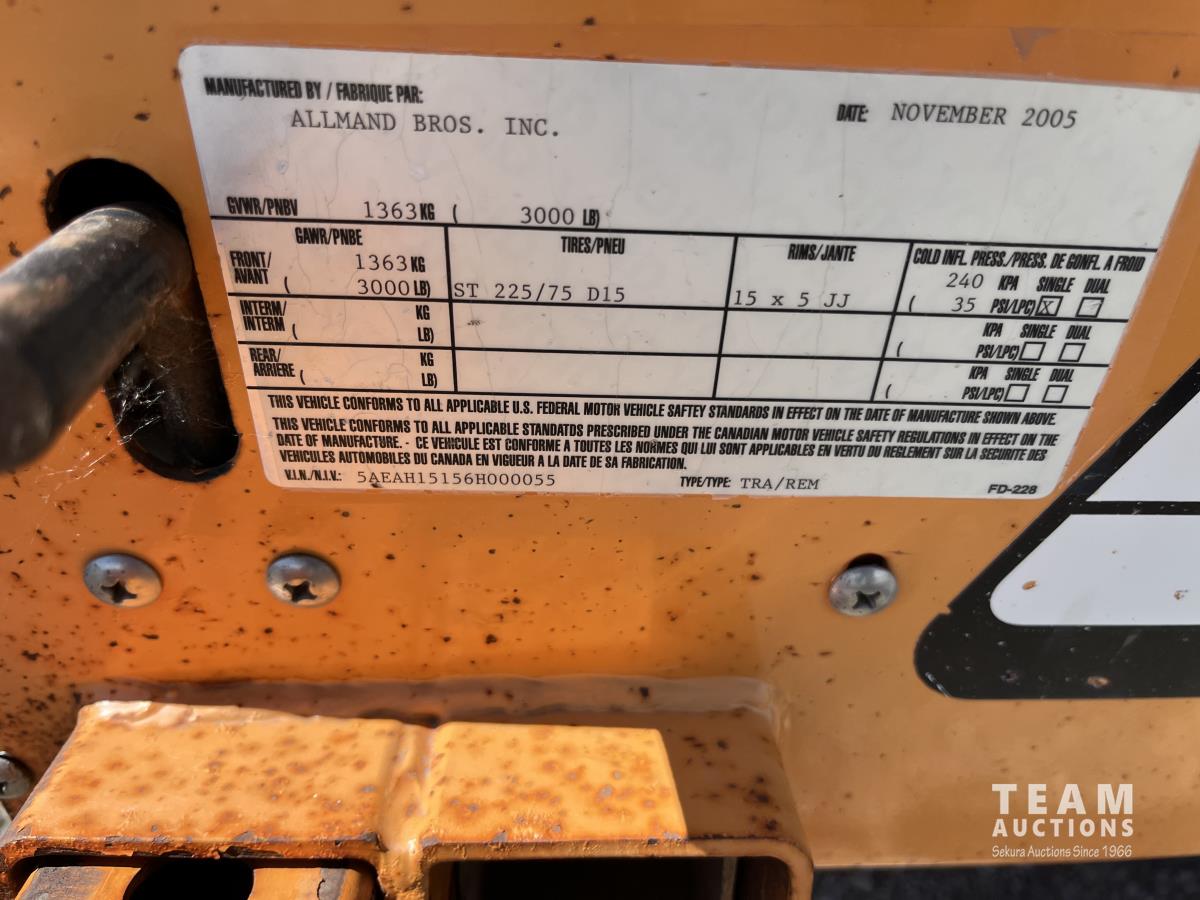 MANUFACTURED BY / FABRIQUE PAR:
ALLMAND BROS. INC.
DATE: NOVEMBER 2005
GVWR/PNBV 1363 KG ( 3000 LB)
GAWR/PNBE TIRES/PNEU RIMS/JANTE COLD INFL. PRESS./PRESS. DE GONFL. A FROID
FRONT/ 1363 KG 240 KPA SINGLE DUAL
AVANT ( 3000 LB) ST 225/75 D15 15 x 5 JJ ( 35 PSI/LPC) X
INTERM/ KG KPA SINGLE DUAL
INTERM ( LB) ( PSI/LPC)
REAR/ KG KPA SINGLE DUAL
ARRIERE ( LB) ( PSI/LPC)
THIS VEHICLE CONFORMS TO ALL APPLICABLE U.S. FEDERAL MOTOR VEHICLE SAFTEY STANDARDS IN EFFECT ON THE DATE OF MANUFACTURE SHOWN ABOVE.
THIS VEHICLE CONFORMS TO ALL APPLICABLE STANDATDS PRESCRIBED UNDER THE CANADIAN MOTOR VEHICLE SAFETY REGULATIONS IN EFFECT ON THE
DATE OF MANUFACTURE. - CE VEHICULE EST CONFORME A TOUTES LES NORMES QUI LUI SONT APPLICABLES EN VERTU DU REGLEMENT SUR LA SECURITE DES
VEHICULES AUTOMOBILES DU CANADA EN VIGUEUR A LA DATE DE SA FABRICATION.
V.I.N./N.I.V.: 5AEAH15156H000055 TYPE/TYPE: TRA/REM
FD-228
TEAM
AUCTIONS
Sekura Auctions Since 1966